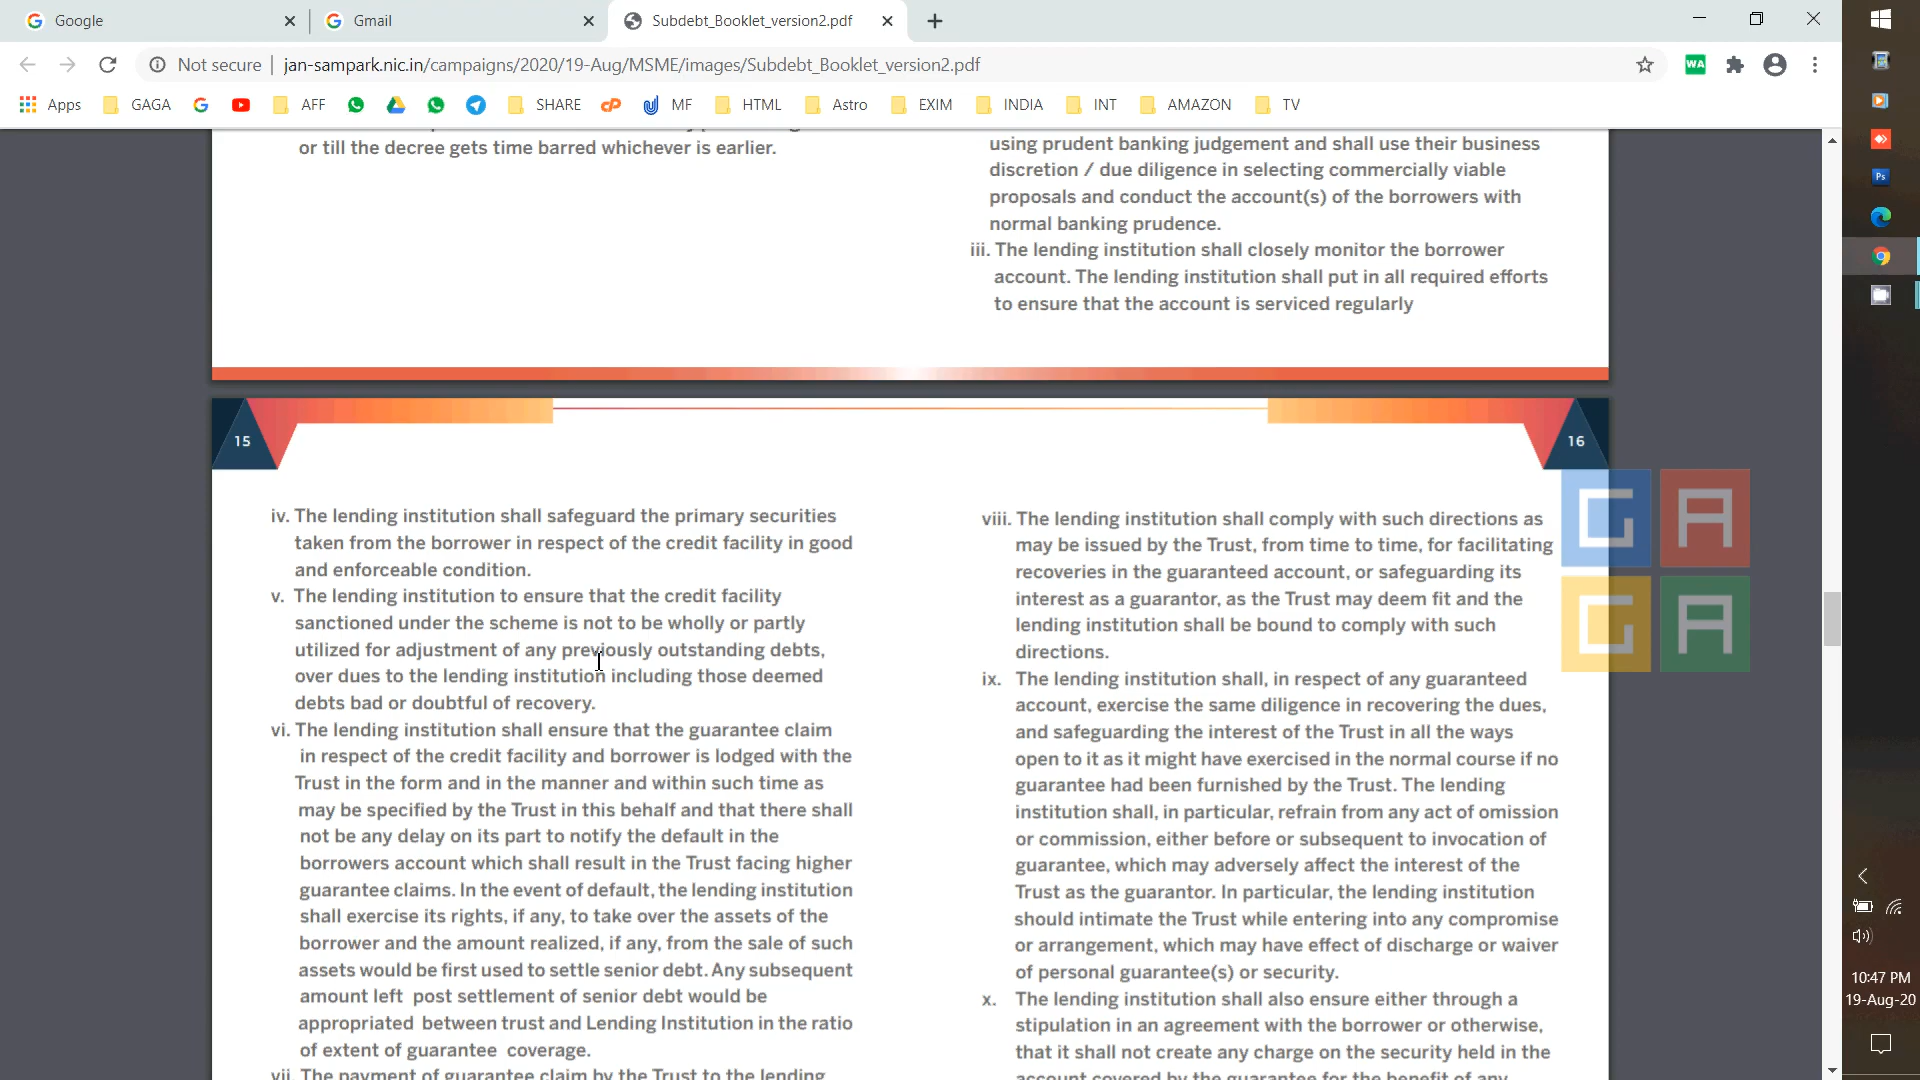 Google
Gmail
Subdebt_Booklet_version2.pdf
Not secure
jan-sampark.nic.in/campaigns/2020/19-Aug/MSME/images/Subdebt_Booklet_version2.pdf
WA
Apps
GAGA
AFF
SHARE
MF
HTML
Astro
EXIM
INDIA
INT
AMAZON
TV
or till the decree gets time barred whichever is earlier.
using prudent banking judgement and shall use their business
discretion / due diligence in selecting commercially viable
proposals and conduct the account(s) of the borrowers with
normal banking prudence.
iii. The lending institution shall closely monitor the borrower
account. The lending institution shall put in all required efforts
to ensure that the account is serviced regularly
15
iv. The lending institution shall safeguard the primary securities
taken from the borrower in respect of the credit facility in good
and enforceable condition.
v. The lending institution to ensure that the credit facility
sanctioned under the scheme is not to be wholly or partly
utilized for adjustment of any previously outstanding debts,
over dues to the lending institution including those deemed
debts bad or doubtful of recovery.
vi. The lending institution shall ensure that the guarantee claim
in respect of the credit facility and borrower is lodged with the
Trust in the form and in the manner and within such time as
may be specified by the Trust in this behalf and that there shall
not be any delay on its part to notify the default in the
borrowers account which shall result in the Trust facing higher
guarantee claims. In the event of default, the lending institution
shall exercise its rights, if any, to take over the assets of the
borrower and the amount realized, if any, from the sale of such
assets would be first used to settle senior debt. Any subsequent
amount left post settlement of senior debt would be
appropriated between trust and Lending Institution in the ratio
of extent of guarantee coverage.
vii. The payment of guarantee claim by the Trust to the lending
16
viii. The lending institution shall comply with such directions as
may be issued by the Trust, from time to time, for facilitating
recoveries in the guaranteed account, or safeguarding its
interest as a guarantor, as the Trust may deem fit and the
lending institution shall be bound to comply with such
directions.
ix. The lending institution shall, in respect of any guaranteed
account, exercise the same diligence in recovering the dues,
and safeguarding the interest of the Trust in all the ways
open to it as it might have exercised in the normal course if no
guarantee had been furnished by the Trust. The lending
institution shall, in particular, refrain from any act of omission
or commission, either before or subsequent to invocation of
guarantee, which may adversely affect the interest of the
Trust as the guarantor. In particular, the lending institution
should intimate the Trust while entering into any compromise
or arrangement, which may have effect of discharge or waiver
of personal guarantee(s) or security.
x. The lending institution shall also ensure either through a
stipulation in an agreement with the borrower or otherwise,
that it shall not create any charge on the security held in the
account covered by the guarantee for the benefit of any
G A
G A
Ps
10:47 PM
19-Aug-20